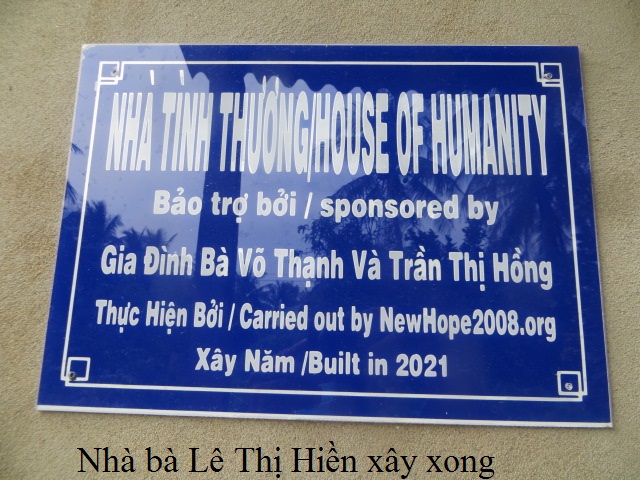 NHÀ TÌNH THƯƠNG/HOUSE OF HUMANITY
Bảo trợ bởi / sponsored by
Gia Đình Bà Võ Thạnh Và Trần Thị Hồng
Thực Hiện Bởi / Carried out by NewHope2008.org
Xây Năm /Built in 2021
Nhà bà Lê Thị Hiền xây xong